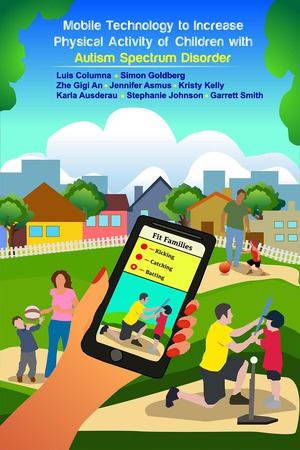 Mobile Technology to Increase
Physical Activity of Children with
Autism Spectrum Disorder
Luis Columna • Simon Goldberg
Zhe Gigi An • Jennifer Asmus • Kristy Kelly
Karla Ausderau • Stephanie Johnson • Garrett Smith
Fit Families
Kicking
Catching
Batting